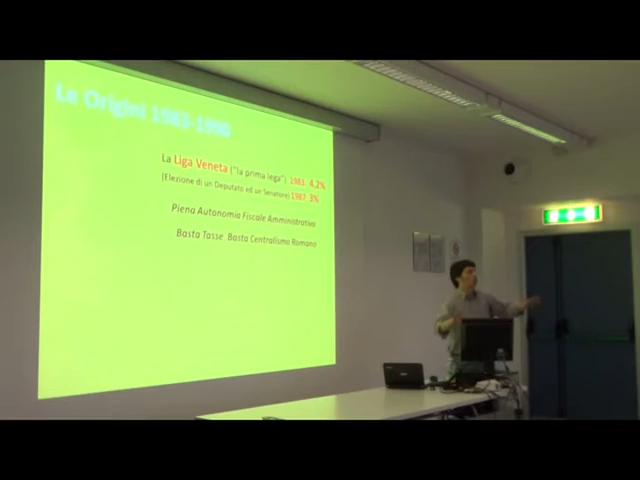 Le Origini 1983-1990
La Liga Veneta ("la prima lega") 1983: 4,2%
(Elezione di un Deputato ed un Senatore) 1987: 3%
Piena Autonomia Fiscale Amministrativa
Basta Tasse. Basta Centralismo Romano